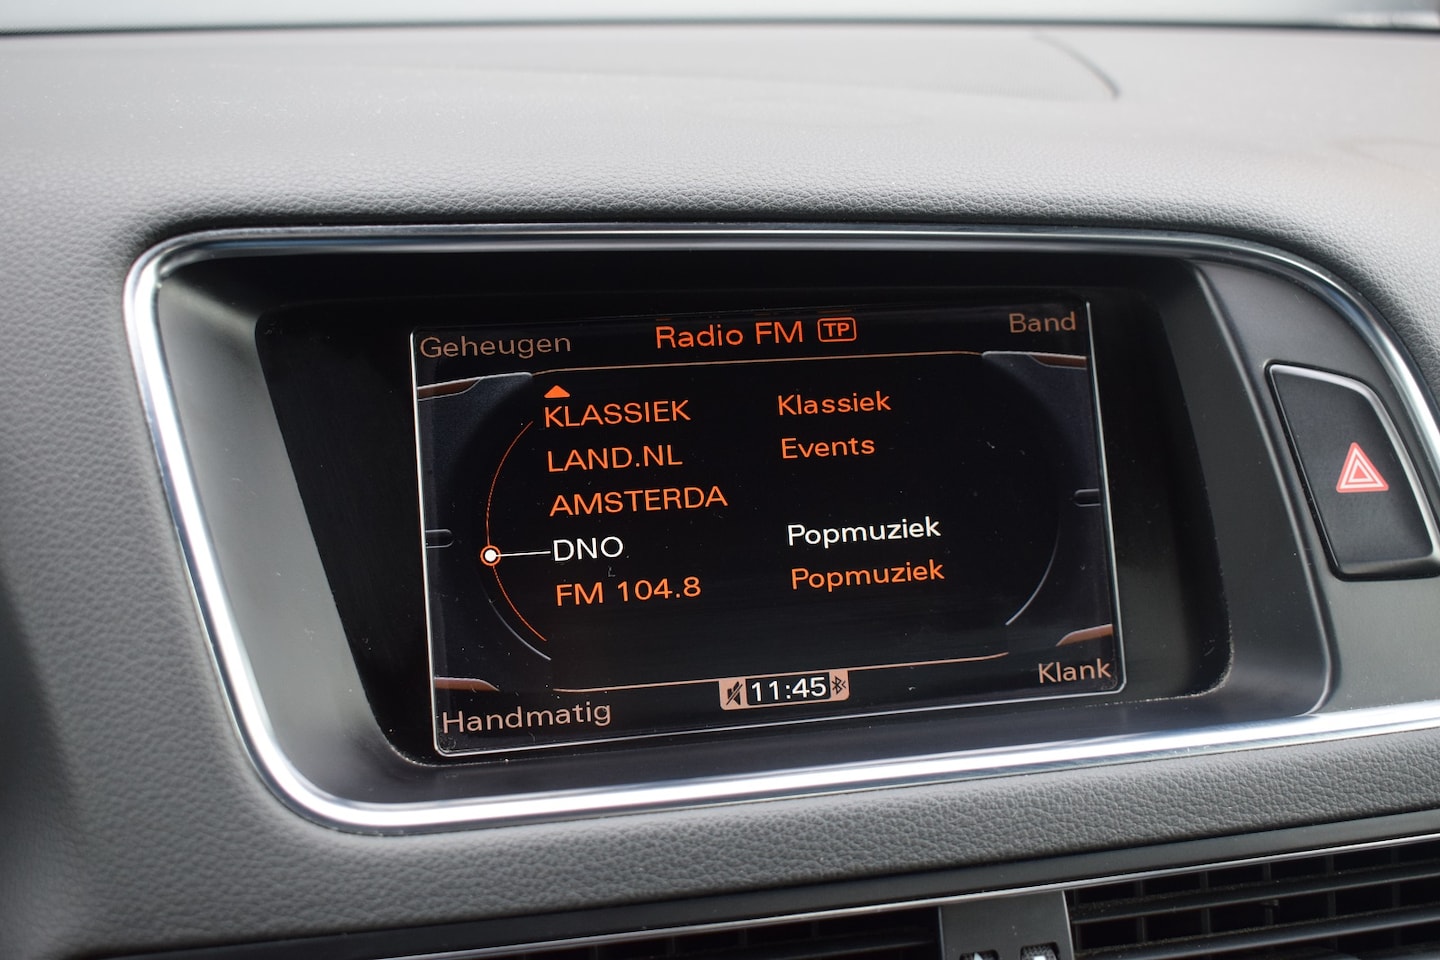 Geheugen Radio FM TP Band
KLASSIEK Klassiek
LAND.NL Events
AMSTERDA
DNO Popmuziek
FM 104.8 Popmuziek
Handmatig 11:45 Klank